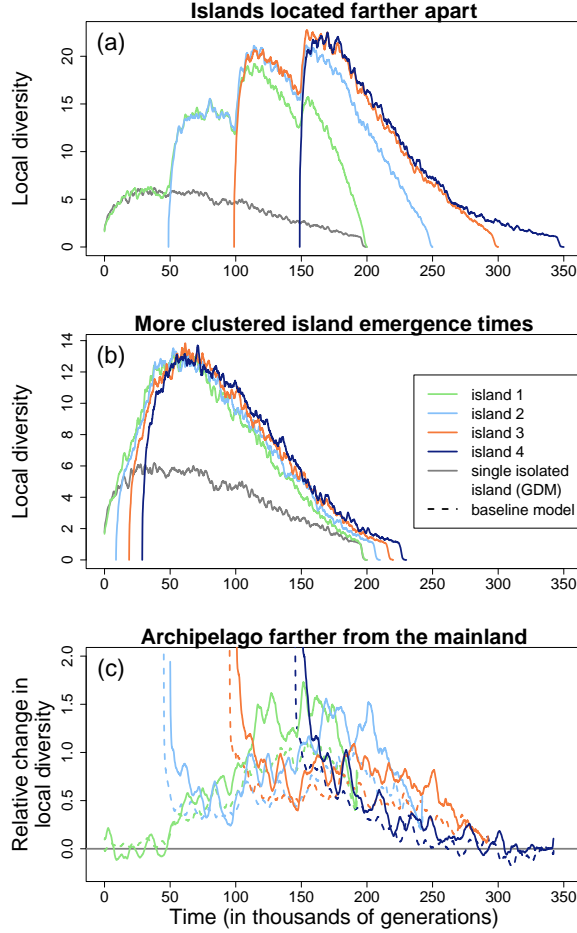 Islands located farther apart
(a)
Local diversity
20
15
10
5
0
0 50 100 150 200 250 300 350
More clustered island emergence times
(b)
Local diversity
14
12
10
8
6
4
2
0
island 1
island 2
island 3
island 4
single isolated
island (GDM)
baseline model
0 50 100 150 200 250 300 350
Archipelago farther from the mainland
(c)
Relative change in
local diversity
2.0
1.5
1.0
0.5
0.0
0 50 100 150 200 250 300 350
Time (in thousands of generations)